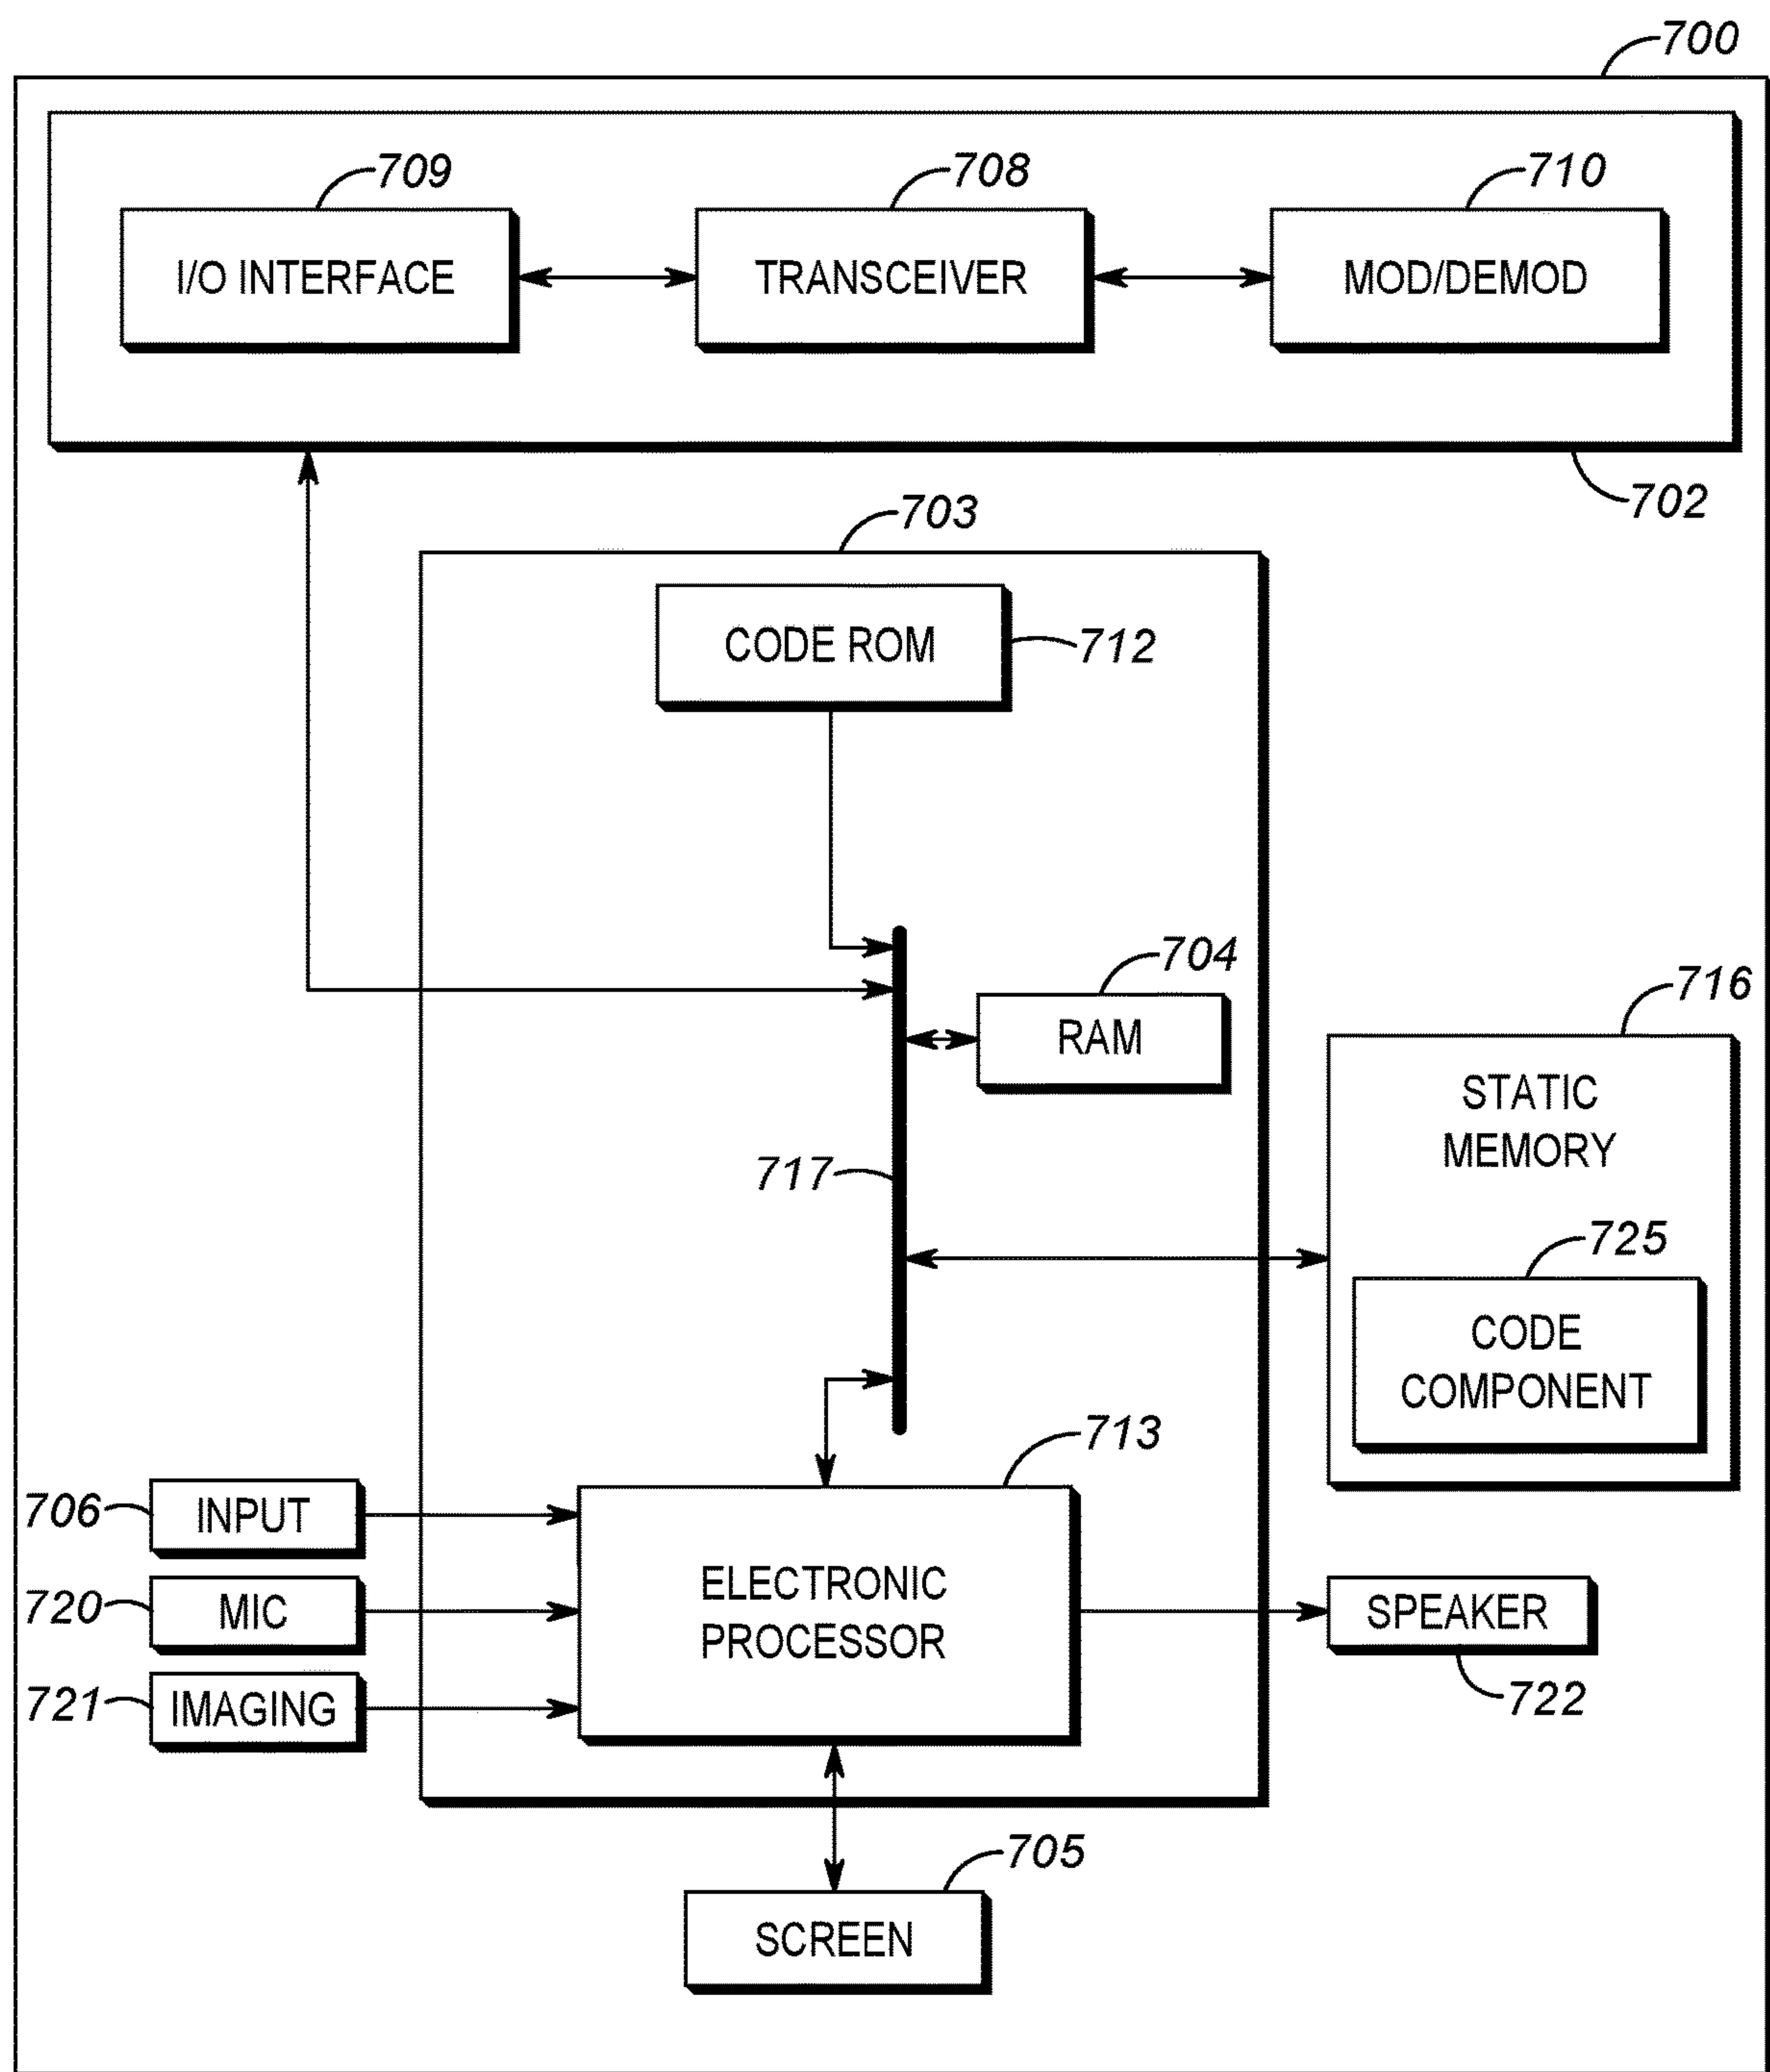 700
709
708
710
I/O INTERFACE
TRANSCEIVER
MOD/DEMOD
702
703
CODE ROM
712
704
RAM
716
STATIC
MEMORY
717
725
CODE
COMPONENT
713
706
INPUT
720
MIC
721
IMAGING
ELECTRONIC
PROCESSOR
SPEAKER
722
705
SCREEN